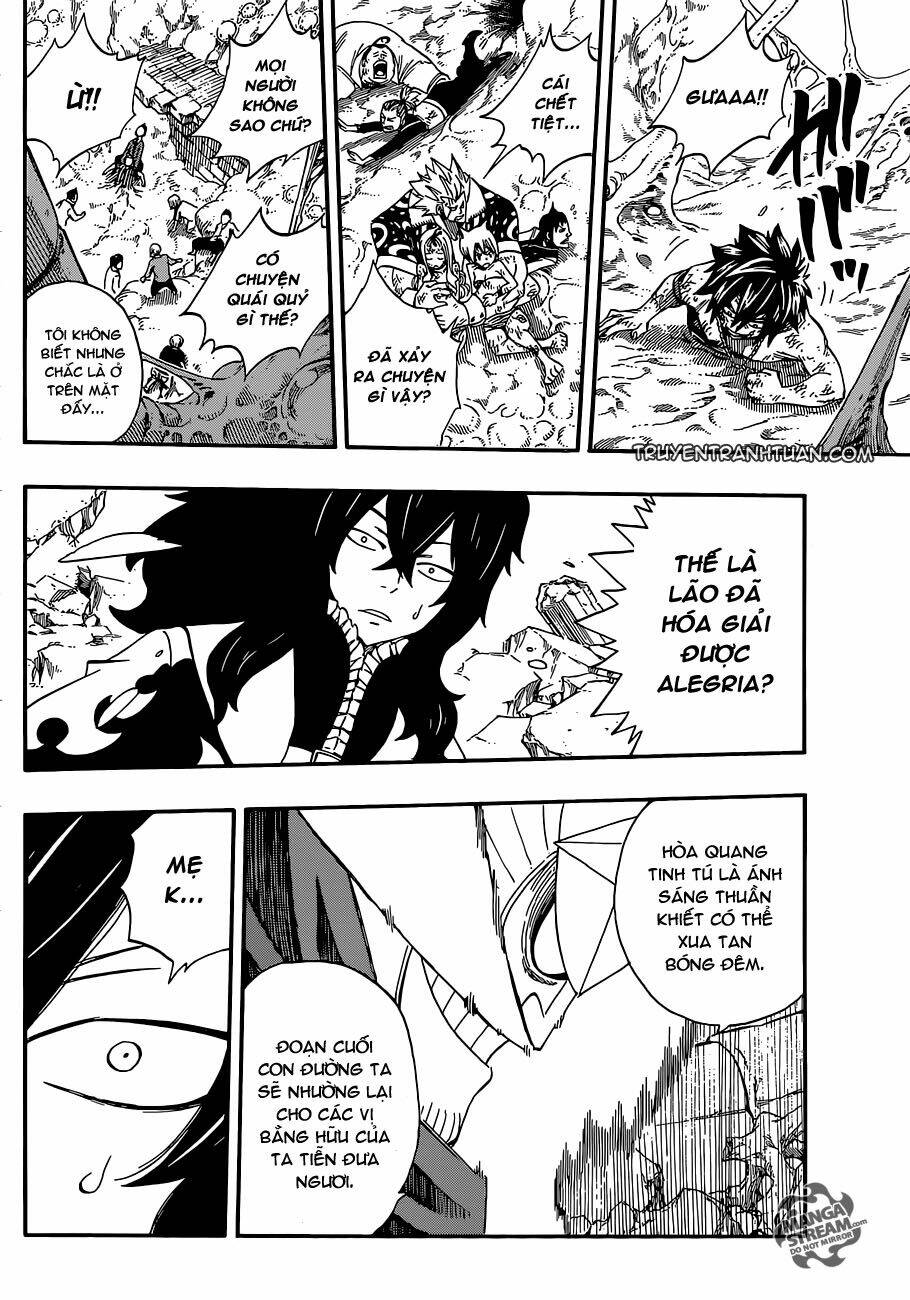 GƯAAA!!
CÁI
CHẾT
TIỆT...
ĐÃ XẢY
RA CHUYỆN
GÌ VẬY?
MỌI
NGƯỜI
KHÔNG
SAO CHỨ?
Ừ!!
CÓ
CHUYỆN
QUÁI QUỶ
GÌ THẾ?
TÔI KHÔNG
BIẾT NHƯNG
CHẮC LÀ Ở
TRÊN MẶT
ĐẤY...
TRUYENTRANHTUAN.COM
THẾ LÀ
LÃO ĐÃ
HÓA GIẢI
ĐƯỢC
ALEGRIA?
HÒA QUANG
TINH TÚ LÀ ÁNH
SÁNG THUẦN
KHIẾT CÓ THỂ
XUA TAN
BÓNG ĐÊM.
ĐOẠN CUỐI
CON ĐƯỜNG TA
SẼ NHƯỜNG LẠI
CHO CÁC VỊ
BẰNG HỮU CỦA
TA TIỄN ĐƯA
NGƯƠI.
MẸ
K...
MANGA
STREAM.com
DO NOT MIRROR!